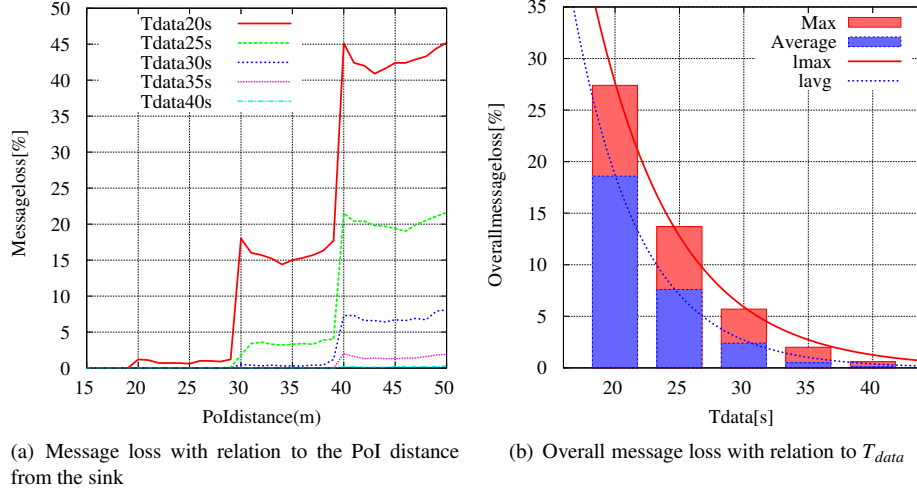 Messageloss[%]
50
45
40
35
30
25
20
15
10
5
0
Tdata20s
Tdata25s
Tdata30s
Tdata35s
Tdata40s
15 20 25 30 35 40 45 50
PoIdistance(m)
(a) Message loss with relation to the PoI distance
from the sink
Overallmessageloss[%]
35
30
25
20
15
10
5
0
Max
Average
lmax
lavg
20 25 30 35 40
Tdata[s]
(b) Overall message loss with relation to T_data